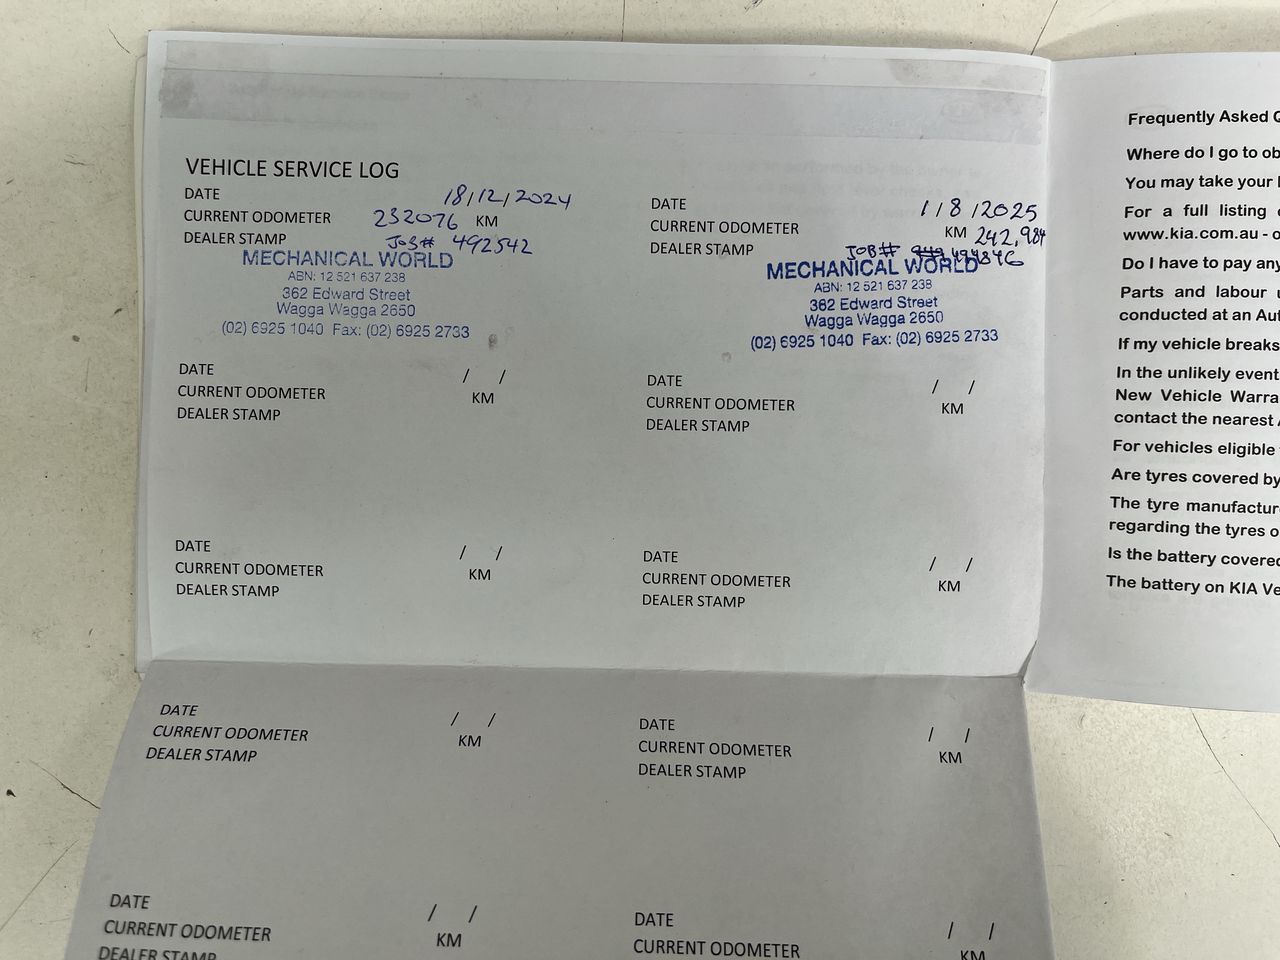 VEHICLE SERVICE LOG
DATE 18/12/2024
CURRENT ODOMETER 232076 KM
DEALER STAMP JOB# 492542
MECHANICAL WORLD
ABN: 12 521 637 238
362 Edward Street
Wagga Wagga 2650
(02) 6925 1040 Fax: (02) 6925 2733
DATE 1/8/2025
CURRENT ODOMETER KM 242,984
DEALER STAMP JOB#
MECHANICAL WORLD
ABN: 12 521 637 238
362 Edward Street
Wagga Wagga 2650
(02) 6925 1040 Fax: (02) 6925 2733
DATE / /
CURRENT ODOMETER KM
DEALER STAMP
DATE / /
CURRENT ODOMETER KM
DEALER STAMP
DATE / /
CURRENT ODOMETER KM
DEALER STAMP
DATE / /
CURRENT ODOMETER KM
DEALER STAMP
DATE / /
CURRENT ODOMETER KM
DEALER STAMP
DATE / /
CURRENT ODOMETER KM
DEALER STAMP
DATE / /
CURRENT ODOMETER KM
DEALER STAMP
DATE / /
CURRENT ODOMETER KM
Frequently Asked
Where do I go to
You may take your
For a full listing
www.kia.com.au -
Do I have to pay any
Parts and labour
conducted at an
If my vehicle breaks
In the unlikely event
New Vehicle
contact the nearest
For vehicles eligible
Are tyres covered by
The tyre
regarding the tyres
Is the battery covered
The battery on KIA